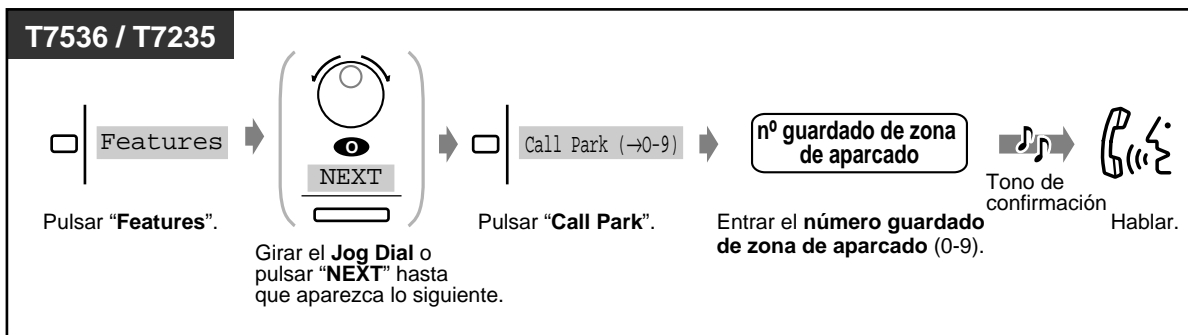 T7536 / T7235
Features
Pulsar “Features”.
O
NEXT
Girar el Jog Dial o
pulsar “NEXT” hasta
que aparezca lo siguiente.
Call Park (→0-9)
Pulsar “Call Park”.
nº guardado de zona
de aparcado
Entrar el número guardado
de zona de aparcado (0-9).
Tono de
confirmación
Hablar.